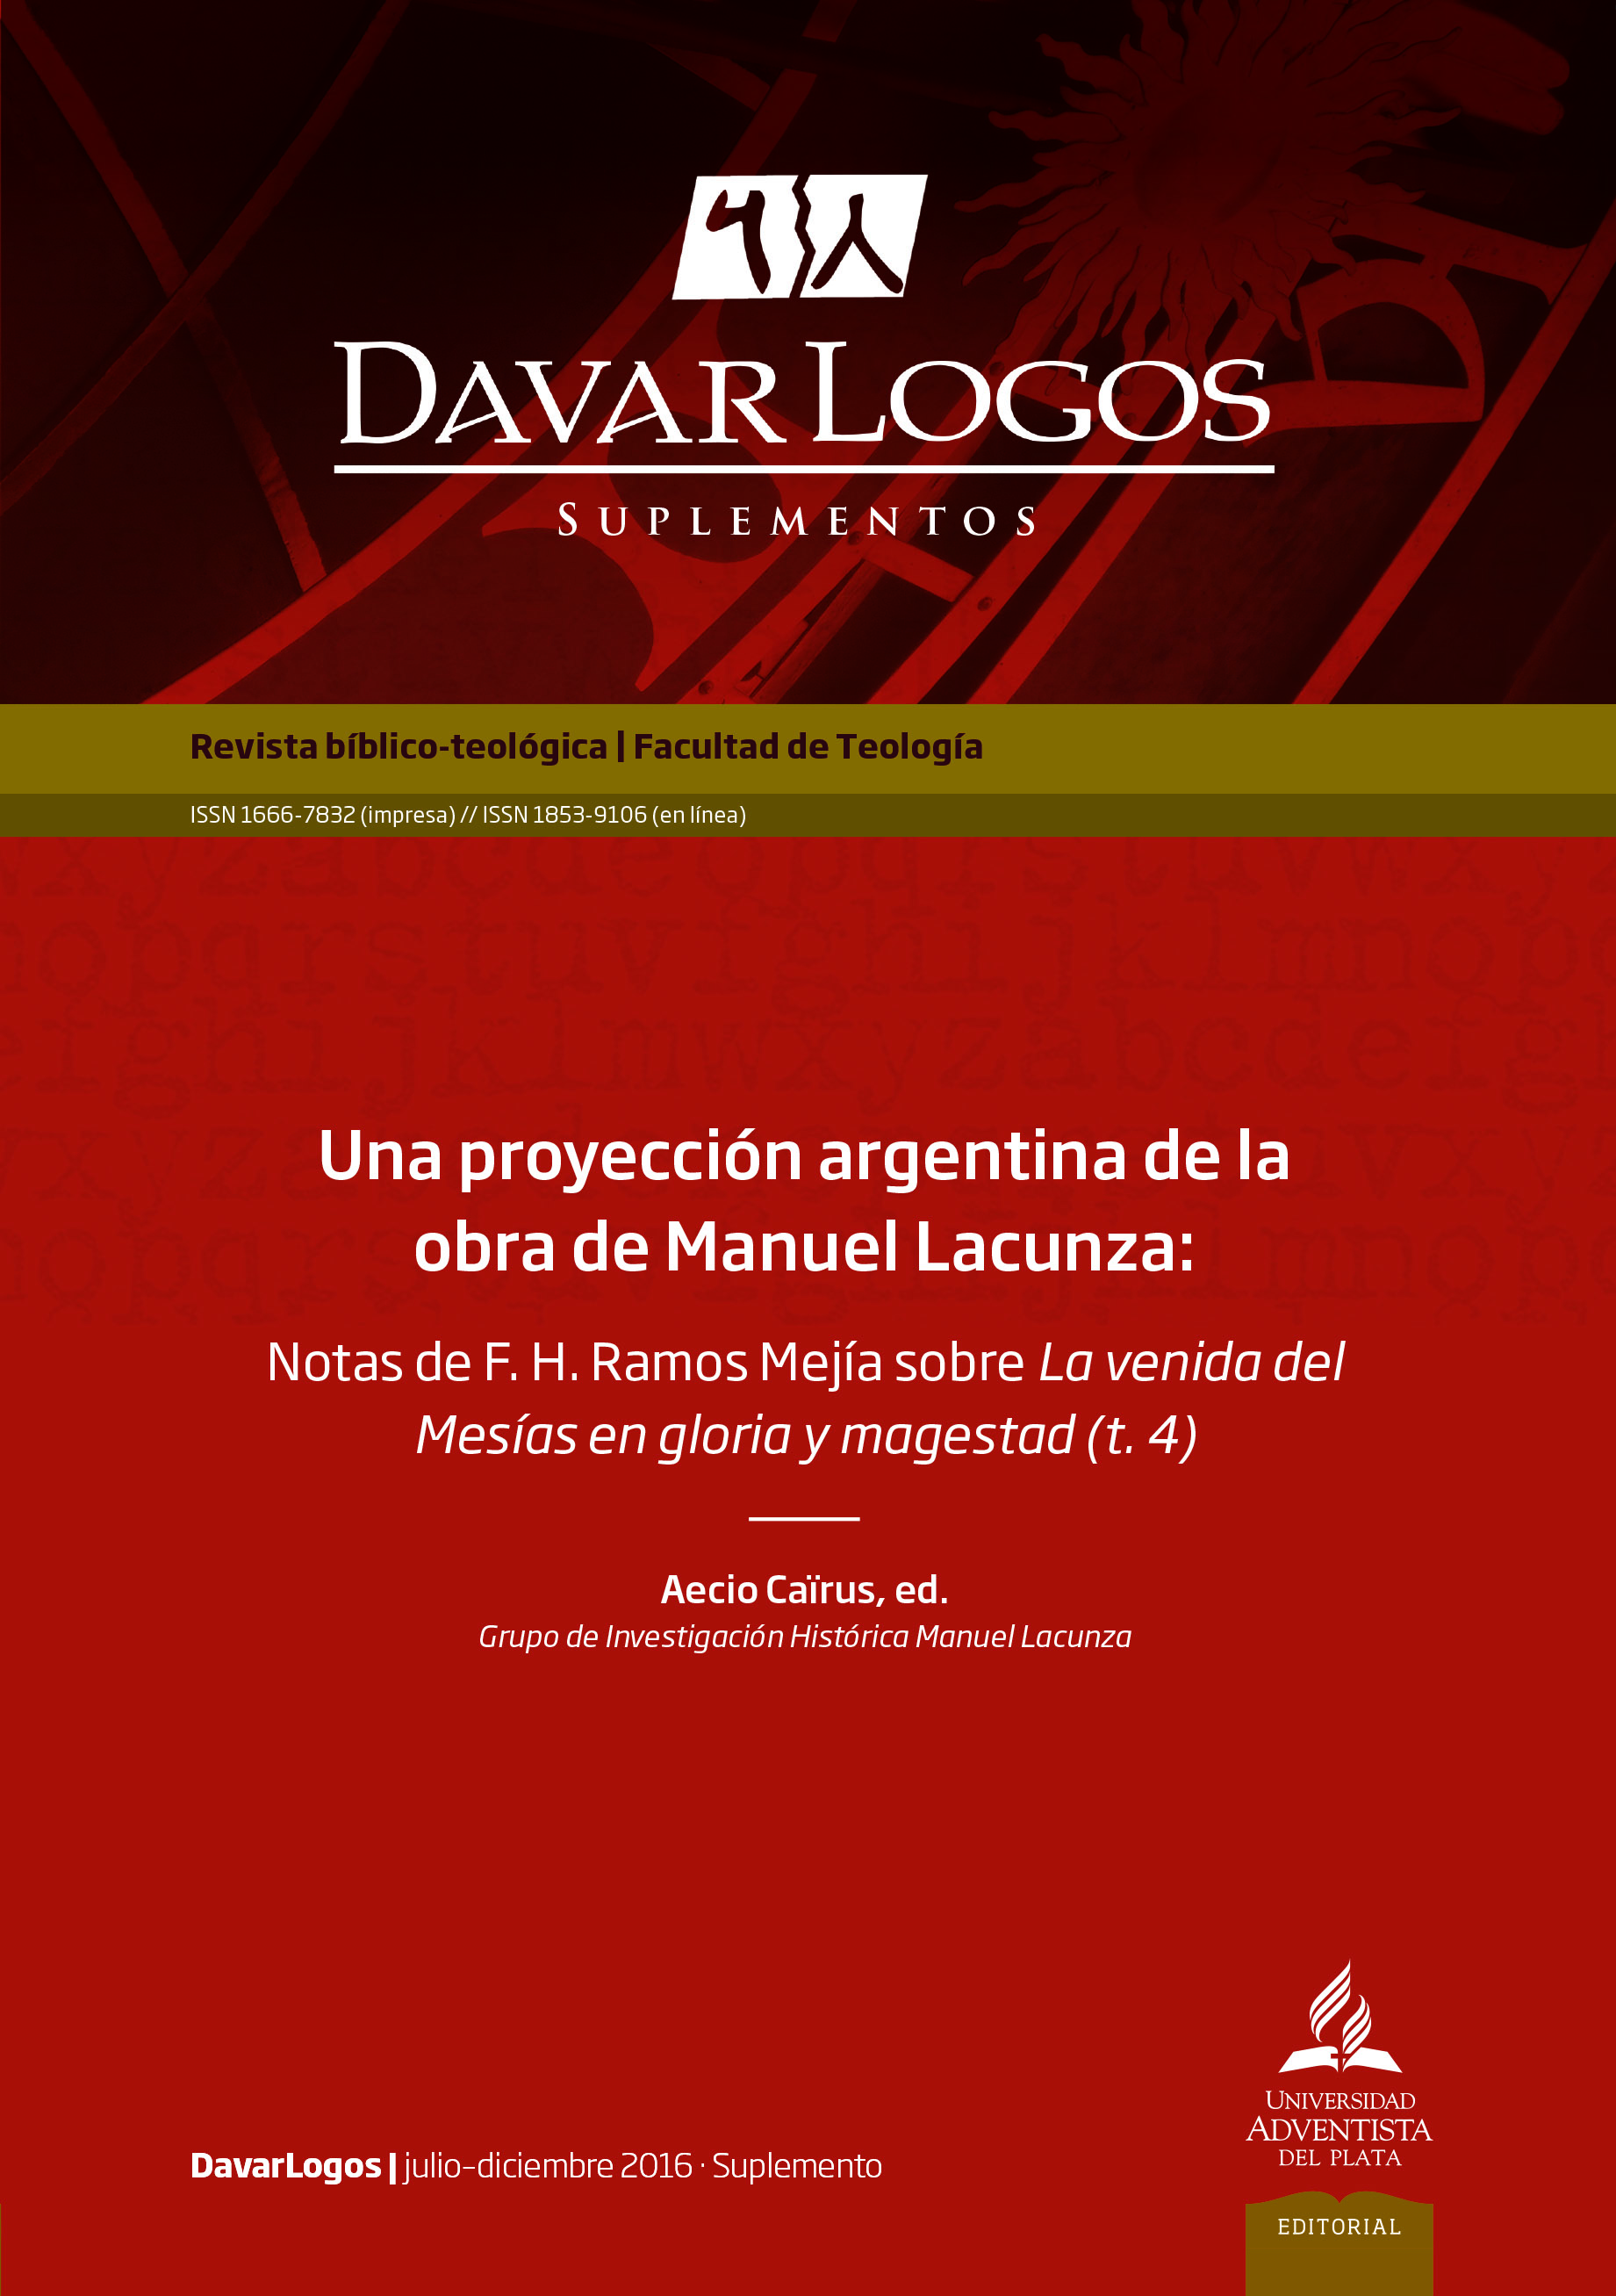 DAVARLOGOS
SUPLEMENTOS
Revista bíblico-teológica | Facultad de Teología
ISSN 1666-7832 (impresa) // ISSN 1853-9106 (en línea)
Una proyección argentina de la
obra de Manuel Lacunza:
Notas de F. H. Ramos Mejía sobre La venida del
Mesías en gloria y magestad (t. 4)
Aecio Caïrus, ed.
Grupo de Investigación Histórica Manuel Lacunza
UNIVERSIDAD
ADVENTISTA
DEL PLATA
DavarLogos | julio–diciembre 2016 · Suplemento
EDITORIAL